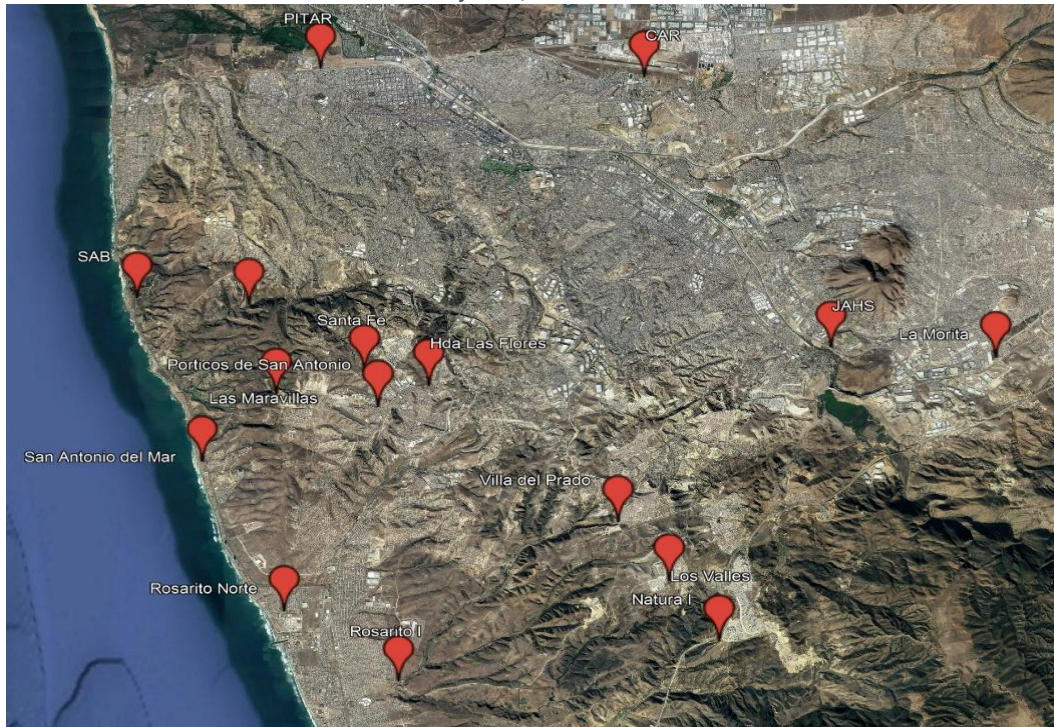 PITAR
CAR
SAB
JAHS
La Morita
Santa Fe
Hda Las Flores
Porticos de San Antonio
Las Maravillas
San Antonio del Mar
Villa del Prado
Los Valles
Rosarito Norte
Natura I
Rosarito I